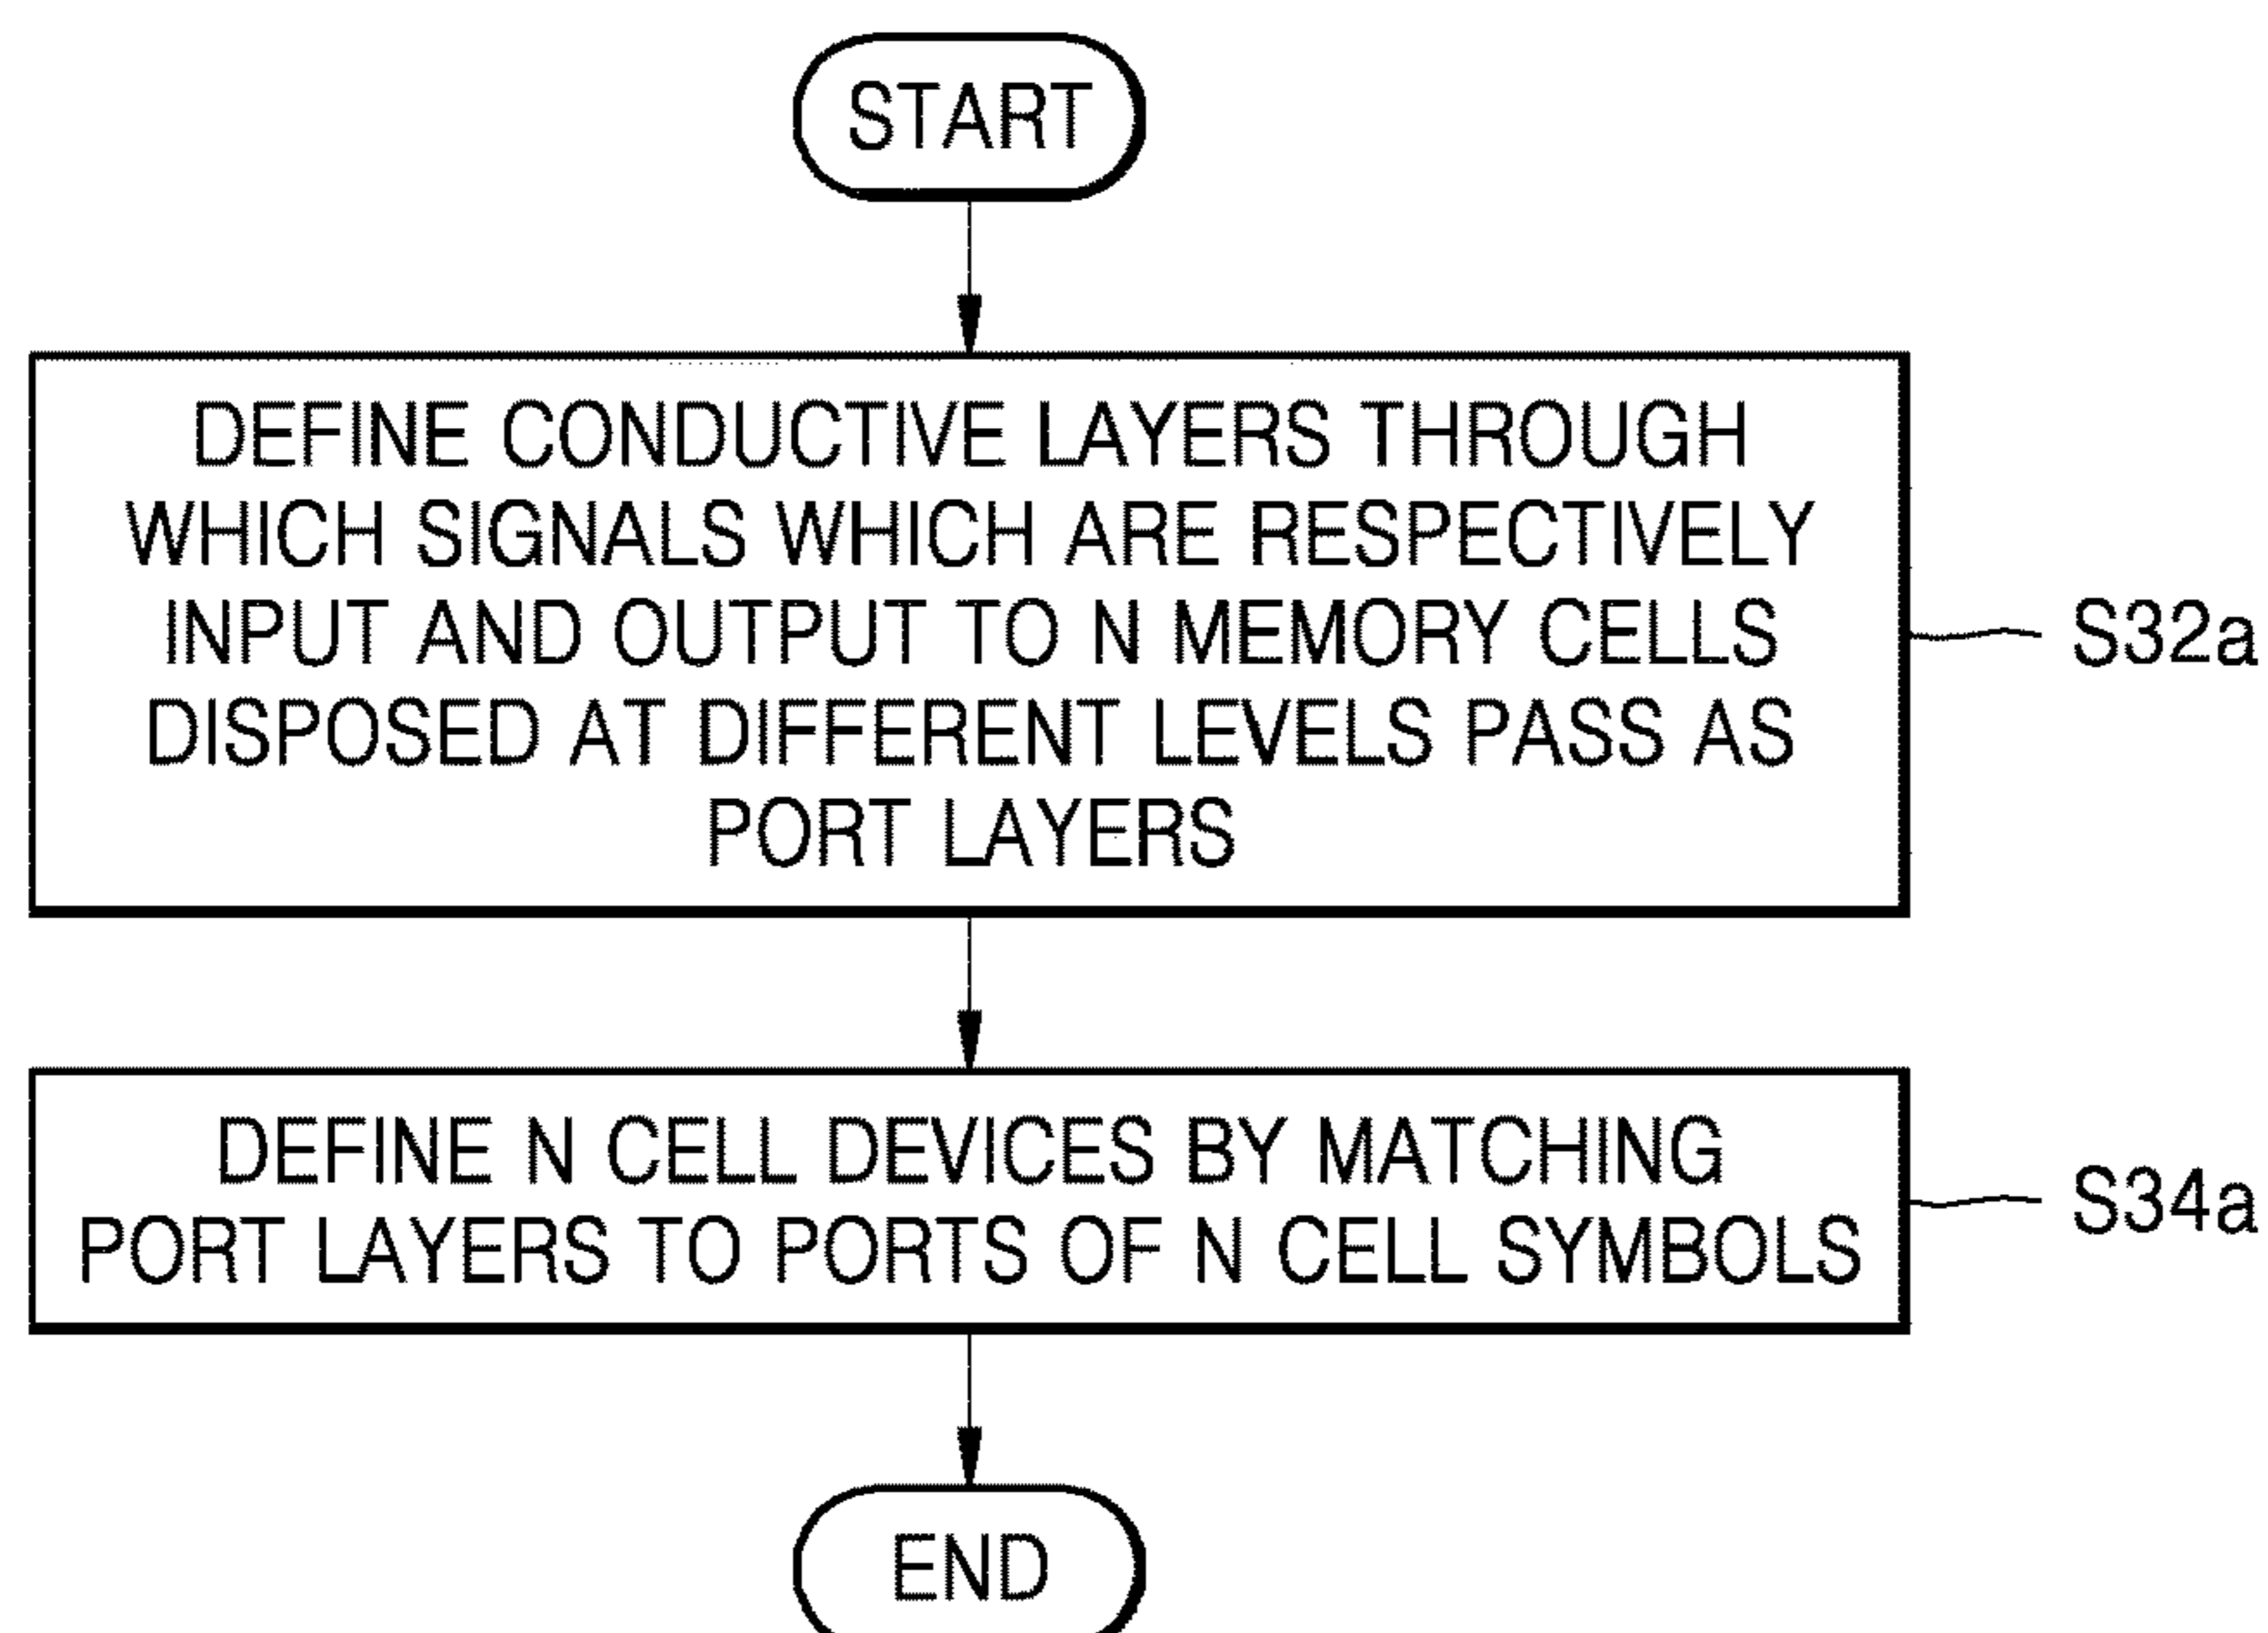 START
DEFINE CONDUCTIVE LAYERS THROUGH
WHICH SIGNALS WHICH ARE RESPECTIVELY
INPUT AND OUTPUT TO N MEMORY CELLS
DISPOSED AT DIFFERENT LEVELS PASS AS
PORT LAYERS
S32a
DEFINE N CELL DEVICES BY MATCHING
PORT LAYERS TO PORTS OF N CELL SYMBOLS
S34a
END